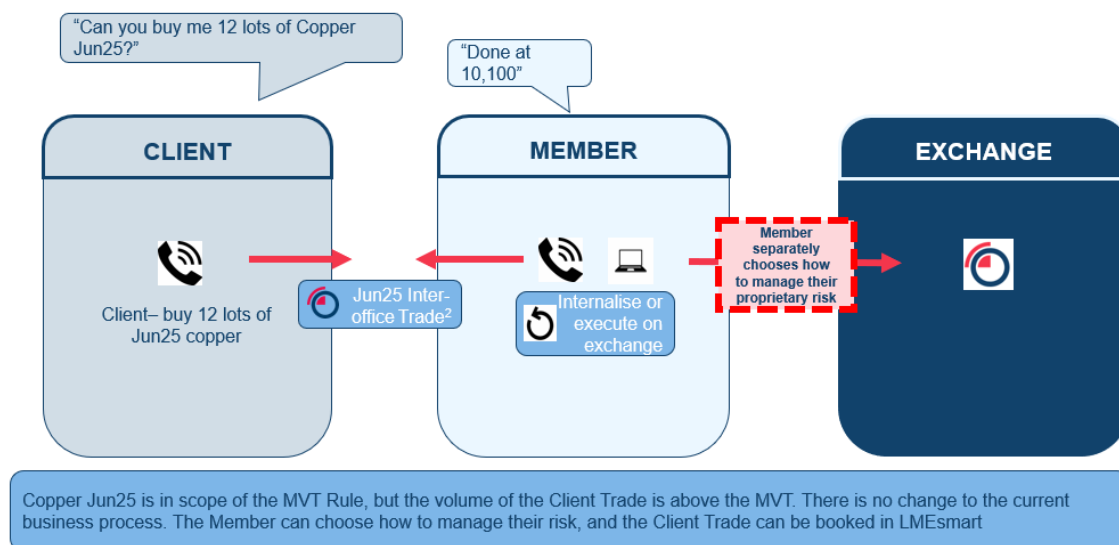 “Can you buy me 12 lots of Copper
Jun25?”
“Done at
10,100”
CLIENT
MEMBER
EXCHANGE
Member
separately
chooses how
to manage their
proprietary risk
Jun25 Inter-
office Trade²
Client– buy 12 lots of
Jun25 copper
Internalise or
execute on
exchange
Copper Jun25 is in scope of the MVT Rule, but the volume of the Client Trade is above the MVT. There is no change to the current
business process. The Member can choose how to manage their risk, and the Client Trade can be booked in LMEsmart